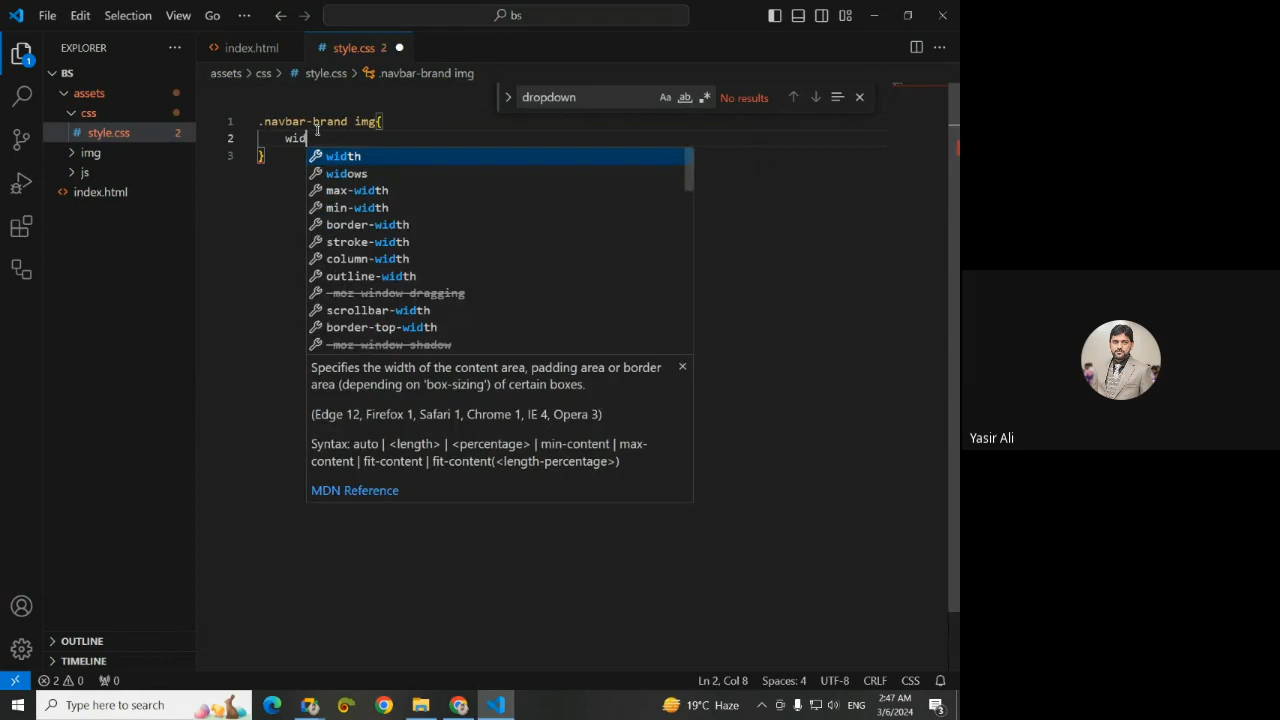 File Edit Selection View Go ··· bs
EXPLORER ···
index.html style.css 2
assets > css > style.css > .navbar-brand img
BS
assets
css
style.css 2
img
js
index.html
dropdown Aa ab No results
1 .navbar-brand img{
2 wid
3 }
width
widows
max-width
min-width
border-width
stroke-width
column-width
outline-width
-moz-window-dragging
scrollbar-width
border-top-width
-moz-window-shadow
Specifies the width of the content area, padding area or border
area (depending on 'box-sizing') of certain boxes.
(Edge 12, Firefox 1, Safari 1, Chrome 1, IE 4, Opera 3)
Syntax: auto | <length> | <percentage> | min-content | max-
content | fit-content | fit-content(<length-percentage>)
MDN Reference
Yasir Ali
OUTLINE
TIMELINE
2 0 0 Ln 2, Col 8 Spaces: 4 UTF-8 CRLF CSS
Type here to search 19°C Haze ENG 2:47 AM
3/6/2024 3